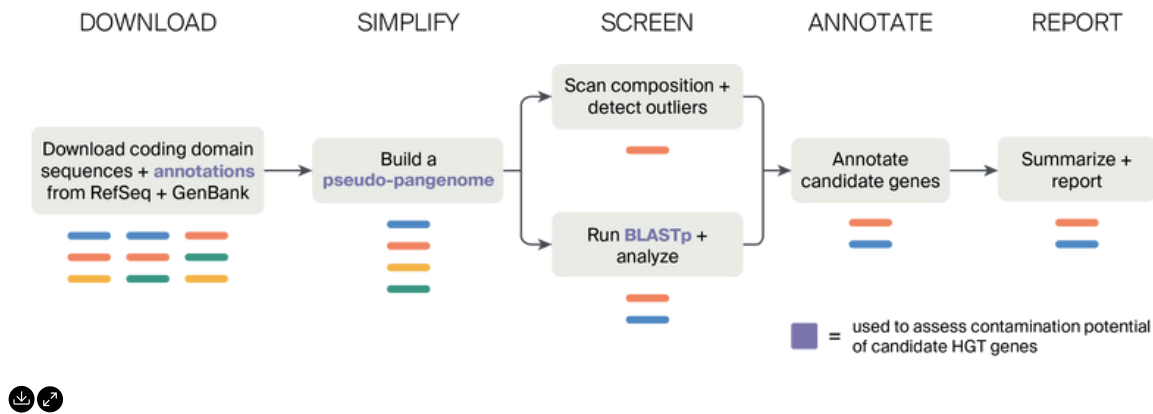 DOWNLOAD
SIMPLIFY
SCREEN
ANNOTATE
REPORT
Download coding domain
sequences + annotations
from RefSeq + GenBank
Build a
pseudo-pangenome
Scan composition +
detect outliers
Run BLASTp +
analyze
Annotate
candidate genes
Summarize +
report
= used to assess contamination potential
of candidate HGT genes